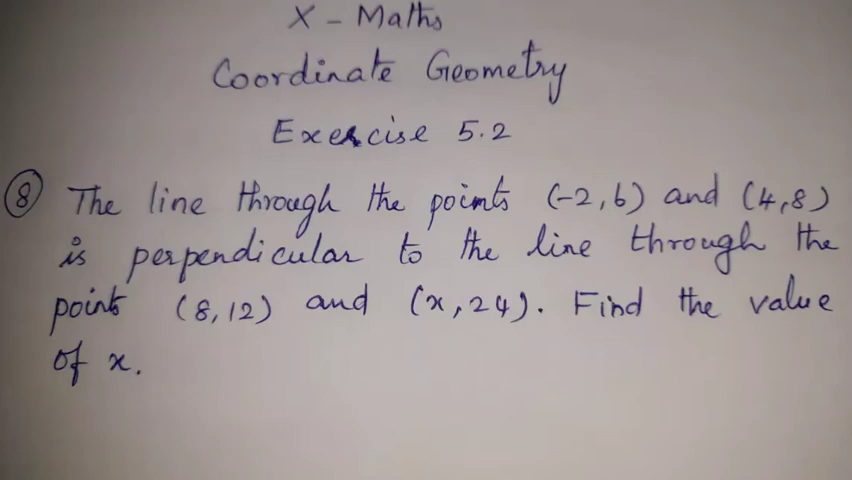 X - Maths
Coordinate Geometry
Exercise 5.2
⑧ The line through the points (-2,6) and (4,8)
is perpendicular to the line through the
points (8,12) and (x,24). Find the value
of x.